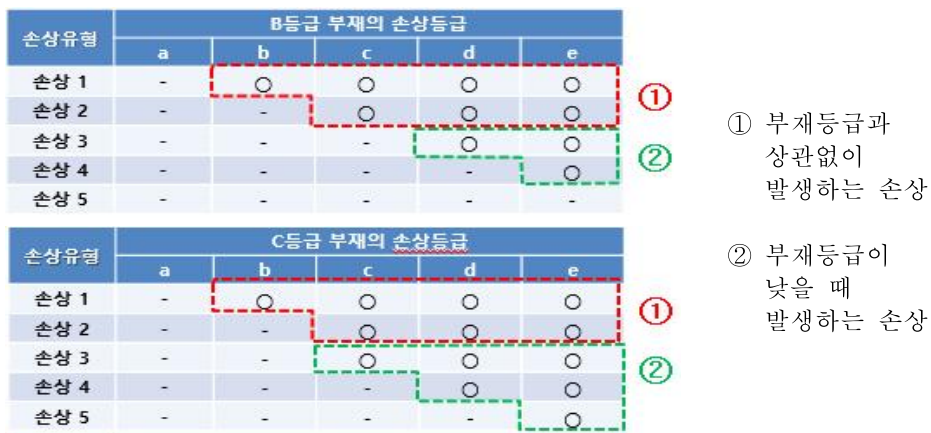 손상유형 B등급 부재의 손상등급
a b c d e
손상 1 - ○ ○ ○ ○
손상 2 - - ○ ○ ○
손상 3 - - - ○ ○
손상 4 - - - - ○
손상 5 - - - - -
①
②
손상유형 C등급 부재의 손상등급
a b c d e
손상 1 - ○ ○ ○ ○
손상 2 - - ○ ○ ○
손상 3 - - ○ ○ ○
손상 4 - - - ○ ○
손상 5 - - - - ○
①
②
① 부재등급과
상관없이
발생하는 손상
② 부재등급이
낮을 때
발생하는 손상